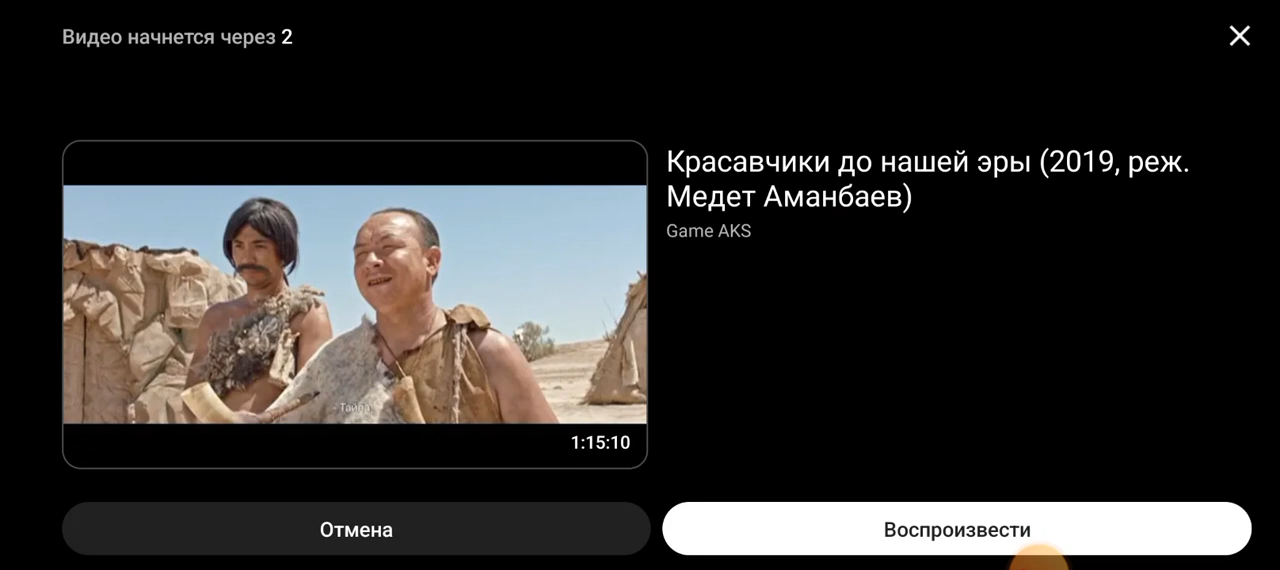 Видео начнется через 2
Красавчики до нашей эры (2019, реж.
Медет Аманбаев)
Game AKS
- Тайпа
1:15:10
Отмена
Воспроизвести